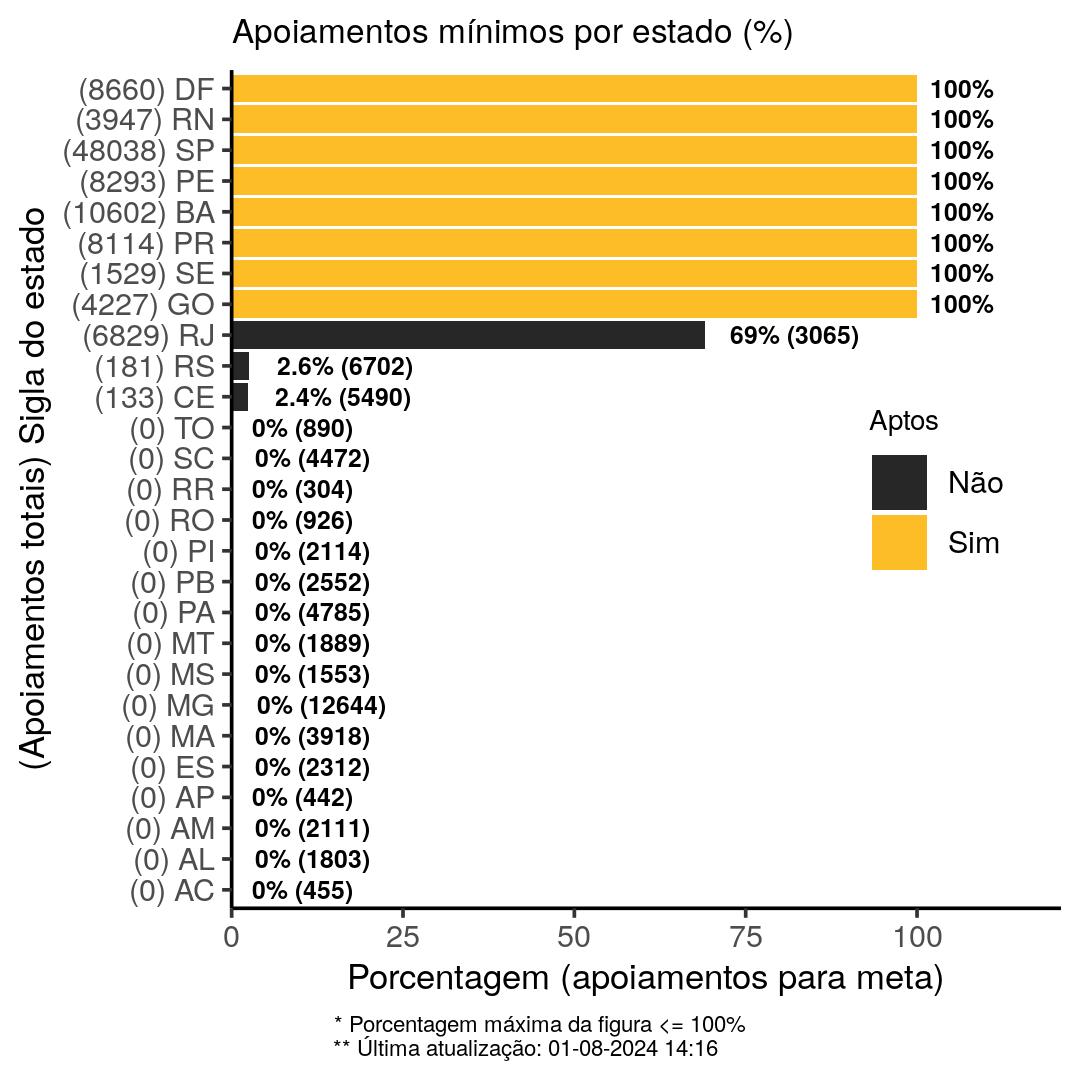 Apoiamentos mínimos por estado (%)
(8660) DF 100%
(3947) RN 100%
(48038) SP 100%
(8293) PE 100%
(10602) BA 100%
(8114) PR 100%
(1529) SE 100%
(4227) GO 100%
(6829) RJ 69% (3065)
(181) RS 2.6% (6702)
(133) CE 2.4% (5490)
(0) TO 0% (890)
(0) SC 0% (4472)
(0) RR 0% (304)
(0) RO 0% (926)
(0) PI 0% (2114)
(0) PB 0% (2552)
(0) PA 0% (4785)
(0) MT 0% (1889)
(0) MS 0% (1553)
(0) MG 0% (12644)
(0) MA 0% (3918)
(0) ES 0% (2312)
(0) AP 0% (442)
(0) AM 0% (2111)
(0) AL 0% (1803)
(0) AC 0% (455)
(Apoiamentos totais) Sigla do estado
Aptos
Não
Sim
0 25 50 75 100
Porcentagem (apoiamentos para meta)
* Porcentagem máxima da figura <= 100%
** Última atualização: 01-08-2024 14:16